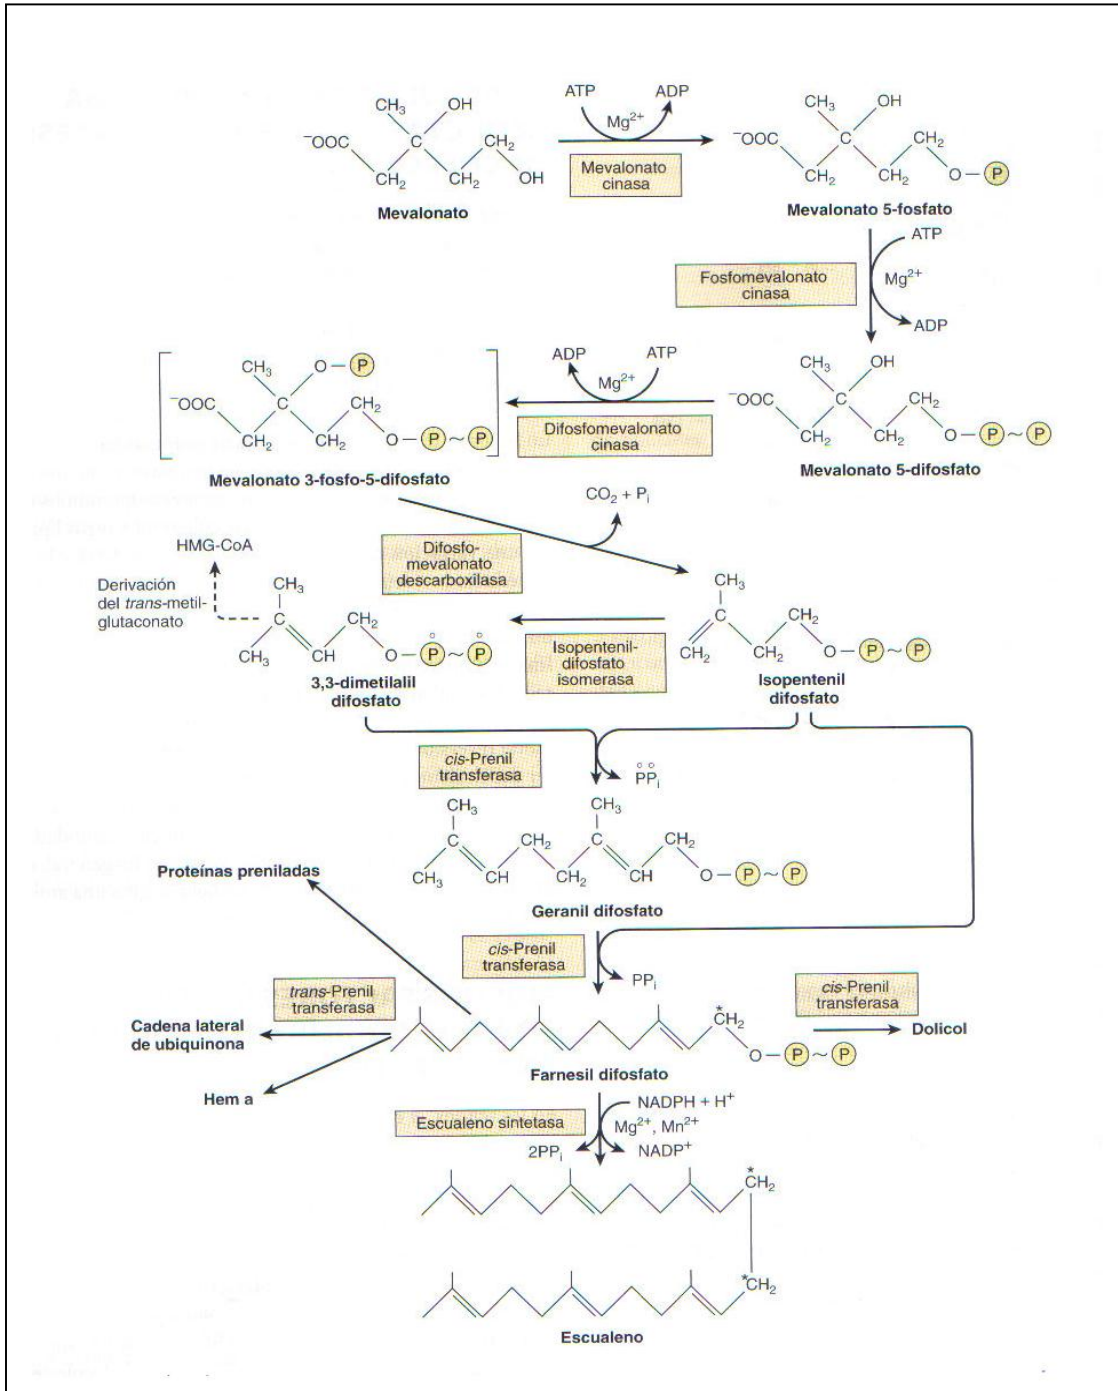 ATP
ADP
Mg²⁺
CH₃
OH
⁻OOC
C
CH₂
CH₂
CH₂
OH
Mevalonato
Mevalonato
cinasa
CH₃
OH
⁻OOC
C
CH₂
CH₂
CH₂
O – P
Mevalonato 5-fosfato
ATP
Fosfomevalonato
cinasa
Mg²⁺
ADP
CH₃
O – P
⁻OOC
C
CH₂
CH₂
CH₂
O – P ~ P
Mevalonato 3-fosfo-5-difosfato
ADP
ATP
Mg²⁺
Difosfomevalonato
cinasa
CH₃
OH
⁻OOC
C
CH₂
CH₂
CH₂
O – P ~ P
Mevalonato 5-difosfato
CO₂ + Pᵢ
Difosfo-
mevalonato
descarboxilasa
HMG-CoA
Derivación
del trans-metil-
glutaconato
CH₃
C
CH₃
CH
CH₂
O – P ~ P
3,3-dimetilalil
difosfato
Isopentenil-
difosfato
isomerasa
CH₃
C
CH₂
CH₂
CH₂
O – P ~ P
Isopentenil
difosfato
cis-Prenil
transferasa
PPᵢ
CH₃
C
CH₃
CH
CH₂
CH₂
CH₃
C
CH
CH₂
O – P ~ P
Geranil difosfato
Proteínas preniladas
cis-Prenil
transferasa
PPᵢ
trans-Prenil
transferasa
Cadena lateral
de ubiquinona
Hem a
*CH₂
O – P ~ P
Farnesil difosfato
cis-Prenil
transferasa
Dolicol
Escualeno sintetasa
NADPH + H⁺
Mg²⁺, Mn²⁺
2PPᵢ
NADP⁺
*CH₂
*CH₂
Escualeno